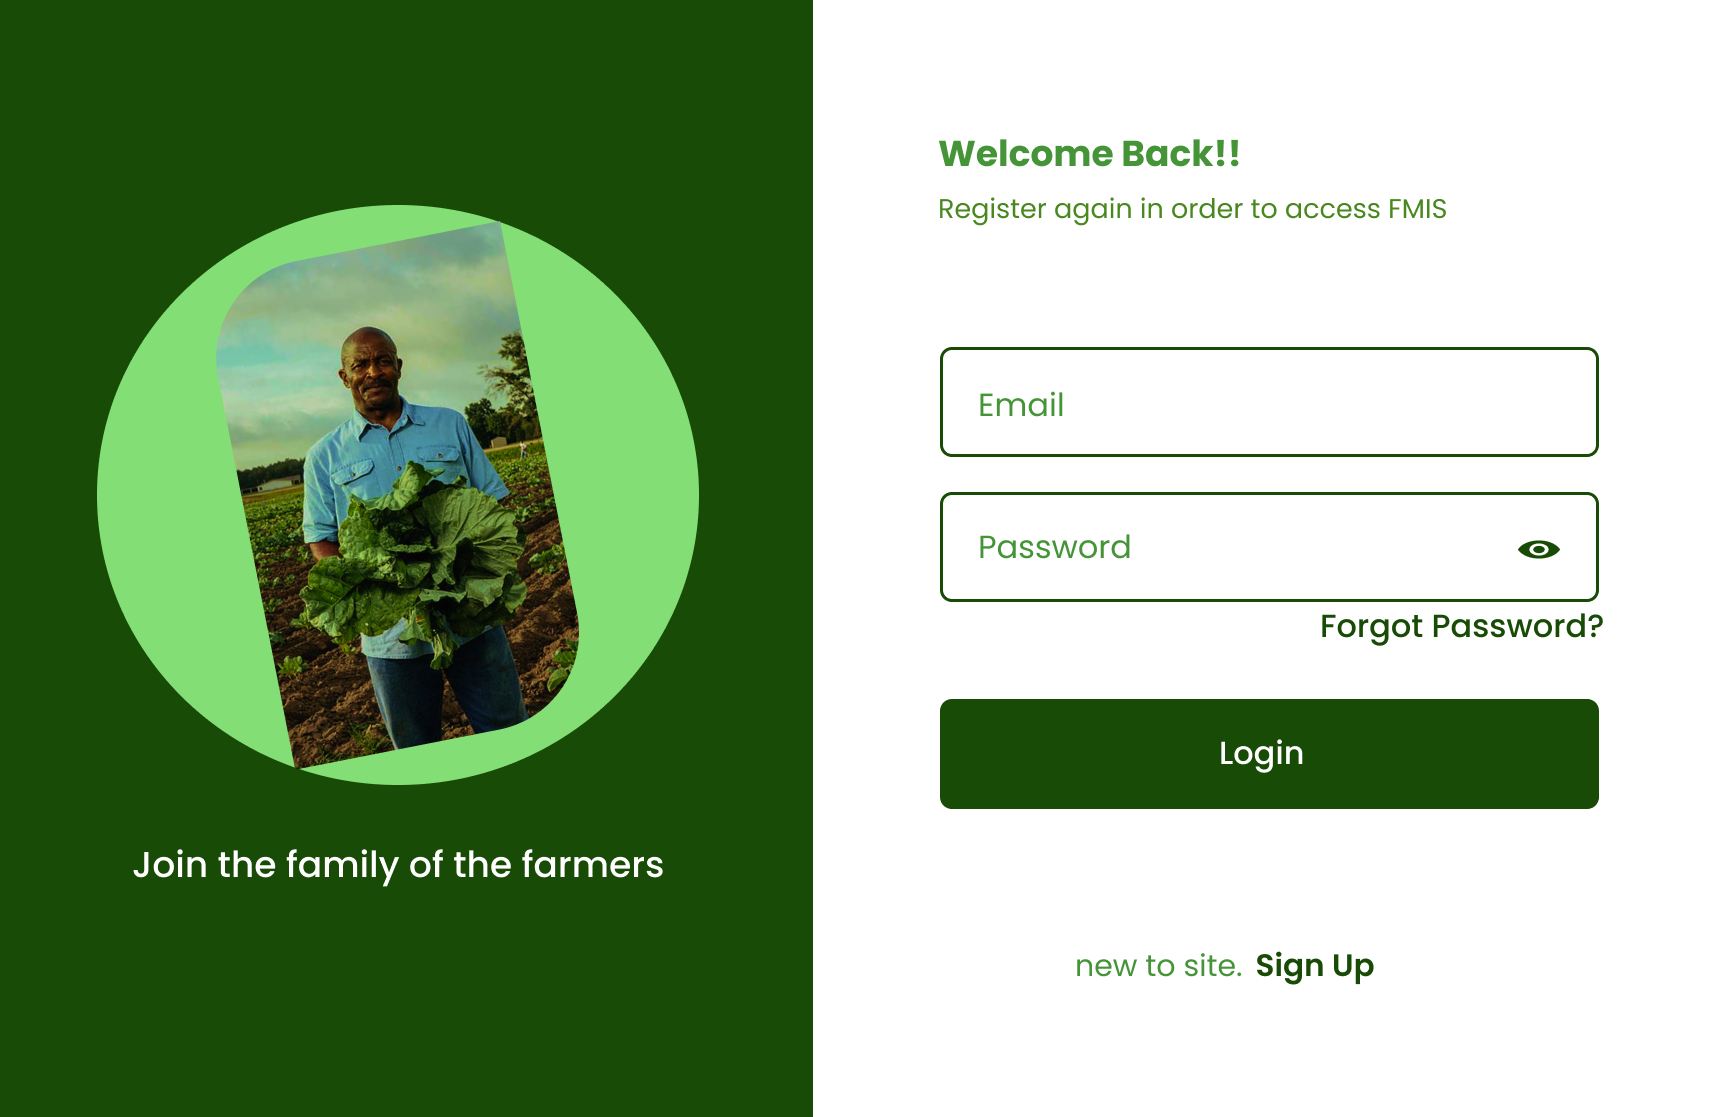 Welcome Back!!
Register again in order to access FMIS
Email
Password
Forgot Password?
Login
Join the family of the farmers
new to site. Sign Up